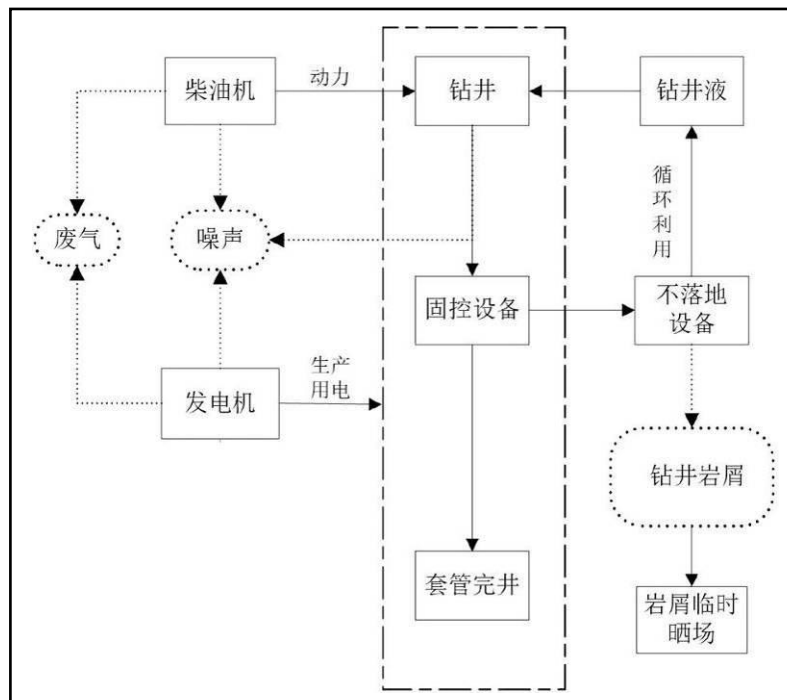 柴油机
动力
钻井
钻井液
循环利用
废气
噪声
固控设备
不落地
设备
发电机
生产
用电
钻井岩屑
套管完井
岩屑临时
晒场